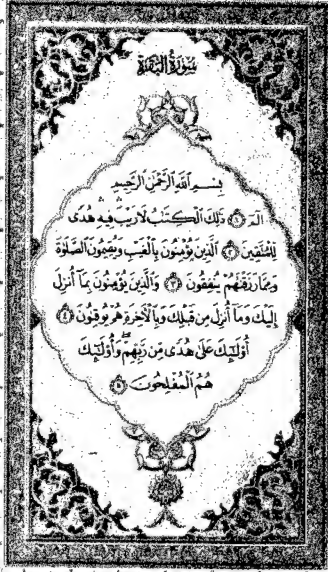 سُورَةُ البَقَرَةِ
بِسْمِ ٱللَّهِ ٱلرَّحْمَٰنِ ٱلرَّحِيمِ
الٓمٓ ١ ذَٰلِكَ ٱلْكِتَٰبُ لَا رَيْبَ ۛ فِيهِ ۛ هُدًى
لِّلْمُتَّقِينَ ٢ ٱلَّذِينَ يُؤْمِنُونَ بِٱلْغَيْبِ وَيُقِيمُونَ ٱلصَّلَوٰةَ
وَمِمَّا رَزَقْنَٰهُمْ يُنفِقُونَ ٣ وَٱلَّذِينَ يُؤْمِنُونَ بِمَآ أُنزِلَ
إِلَيْكَ وَمَآ أُنزِلَ مِن قَبْلِكَ وَبِٱلْءَاخِرَةِ هُمْ يُوقِنُونَ ٤
أُو۟لَٰٓئِكَ عَلَىٰ هُدًى مِّن رَّبِّهِمْ ۖ وَأُو۟لَٰٓئِكَ
هُمُ ٱلْمُفْلِحُونَ ٥